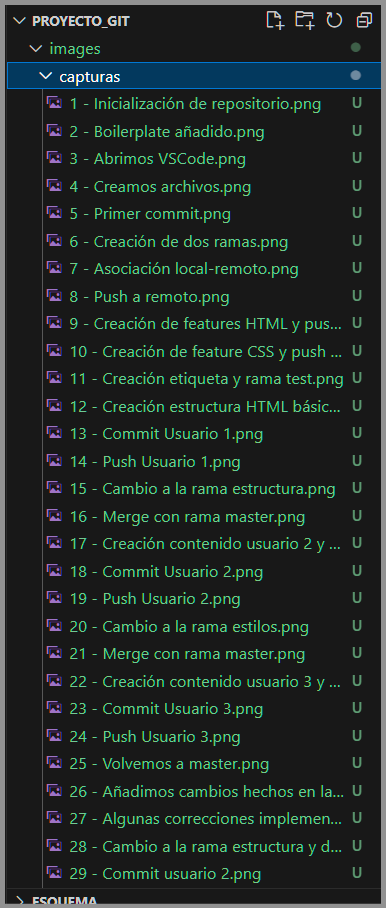 PROYECTO_GIT
images
capturas
1 - Inicialización de repositorio.png U
2 - Boilerplate añadido.png U
3 - Abrimos VSCode.png U
4 - Creamos archivos.png U
5 - Primer commit.png U
6 - Creación de dos ramas.png U
7 - Asociación local-remoto.png U
8 - Push a remoto.png U
9 - Creación de features HTML y pus... U
10 - Creación de feature CSS y push ... U
11 - Creación etiqueta y rama test.png U
12 - Creación estructura HTML básic... U
13 - Commit Usuario 1.png U
14 - Push Usuario 1.png U
15 - Cambio a la rama estructura.png U
16 - Merge con rama master.png U
17 - Creación contenido usuario 2 y ... U
18 - Commit Usuario 2.png U
19 - Push Usuario 2.png U
20 - Cambio a la rama estilos.png U
21 - Merge con rama master.png U
22 - Creación contenido usuario 3 y ... U
23 - Commit Usuario 3.png U
24 - Push Usuario 3.png U
25 - Volvemos a master.png U
26 - Añadimos cambios hechos en la... U
27 - Algunas correcciones implemen... U
28 - Cambio a la rama estructura y d... U
29 - Commit usuario 2.png U
ESQUEMA